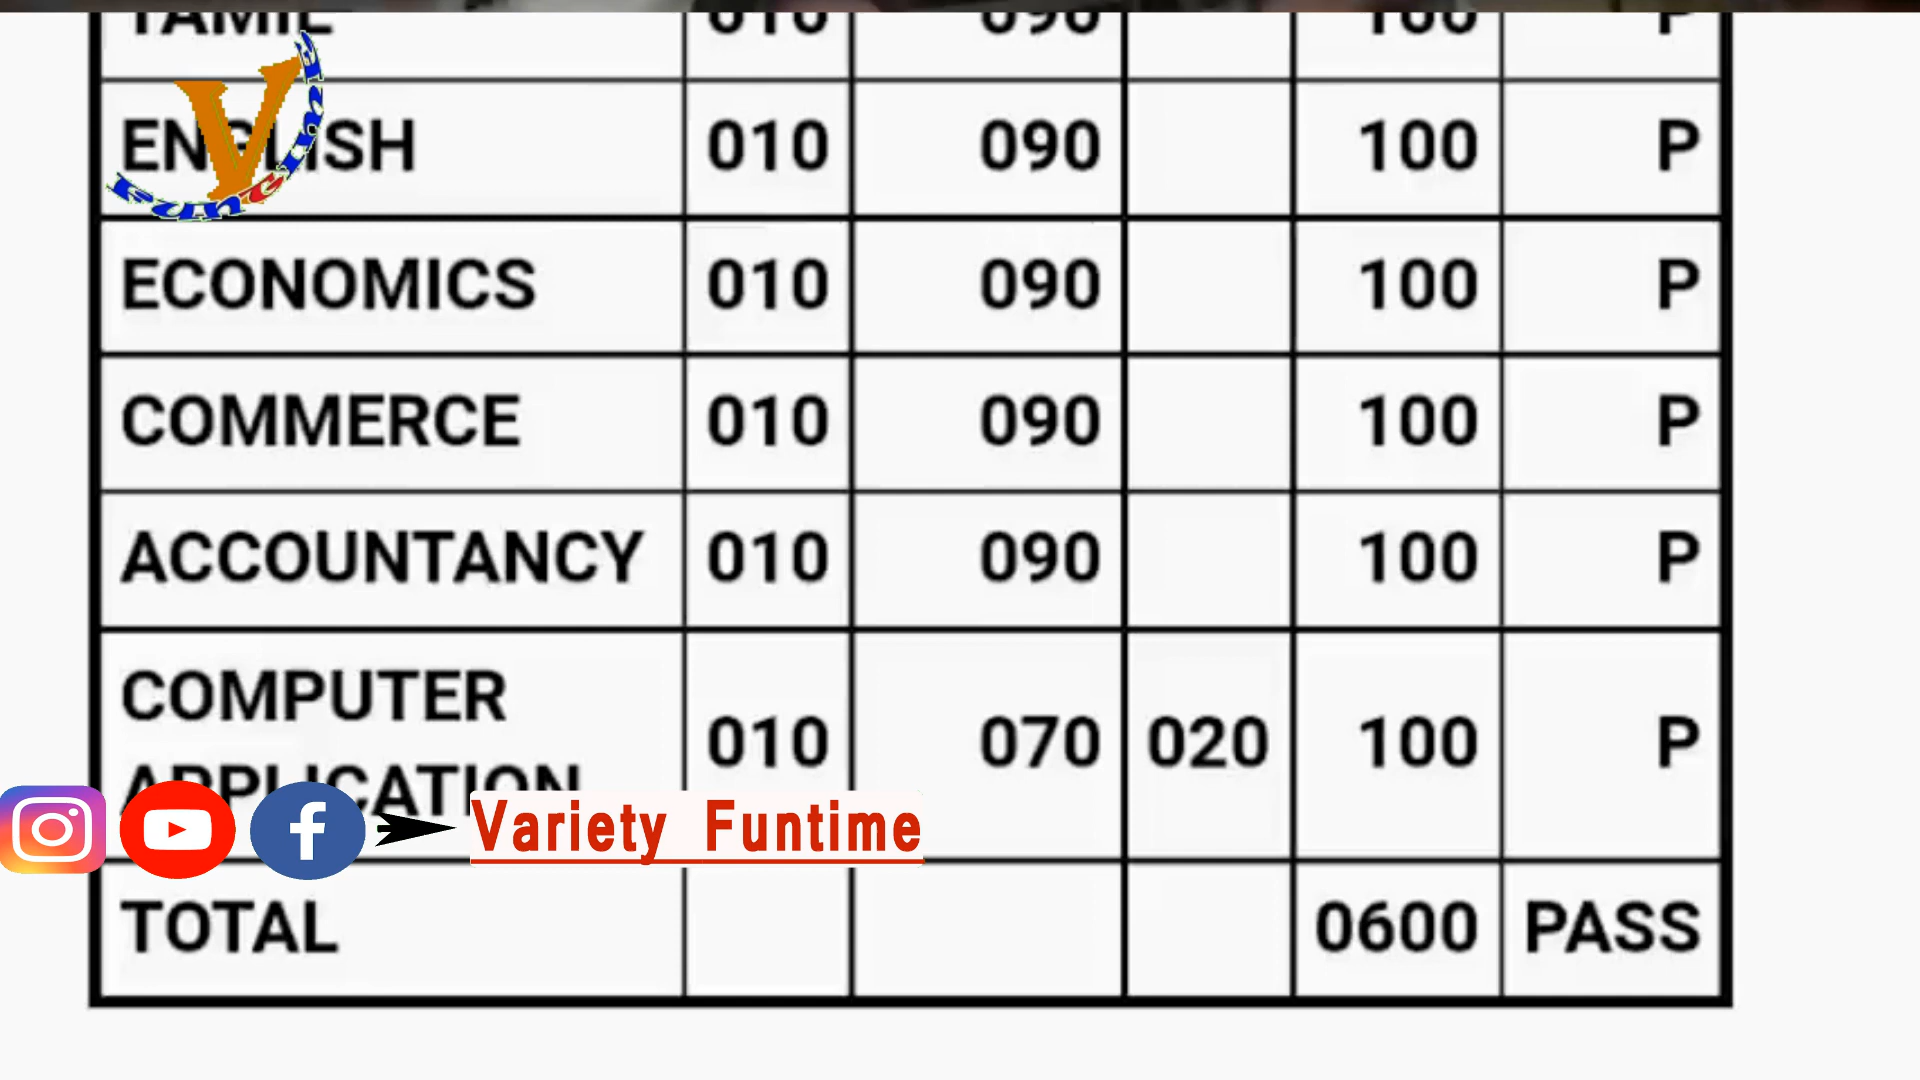 TAMIL 010 090 100 P
ENGLISH 010 090 100 P
ECONOMICS 010 090 100 P
COMMERCE 010 090 100 P
ACCOUNTANCY 010 090 100 P
COMPUTER
APPLICATION 010 070 020 100 P
Variety Funtime
TOTAL 0600 PASS